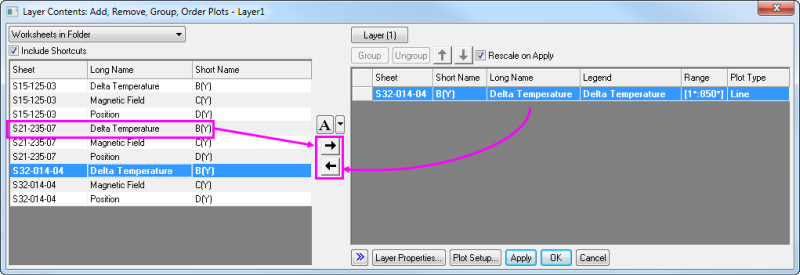 Layer Contents: Add, Remove, Group, Order Plots - Layer1
Worksheets in Folder
Include Shortcuts
Sheet Long Name Short Name
S15-125-03 Delta Temperature B(Y)
S15-125-03 Magnetic Field C(Y)
S15-125-03 Position D(Y)
S21-235-07 Delta Temperature B(Y)
S21-235-07 Magnetic Field C(Y)
S21-235-07 Position D(Y)
S32-014-04 Delta Temperature B(Y)
S32-014-04 Magnetic Field C(Y)
S32-014-04 Position D(Y)
A
Layer (1)
Group Ungroup Rescale on Apply
Sheet Short Name Long Name Legend Range Plot Type
S32-014-04 B(Y) Delta Temperature Delta Temperature [1*:850*] Line
Layer Properties... Plot Setup... Apply OK Cancel